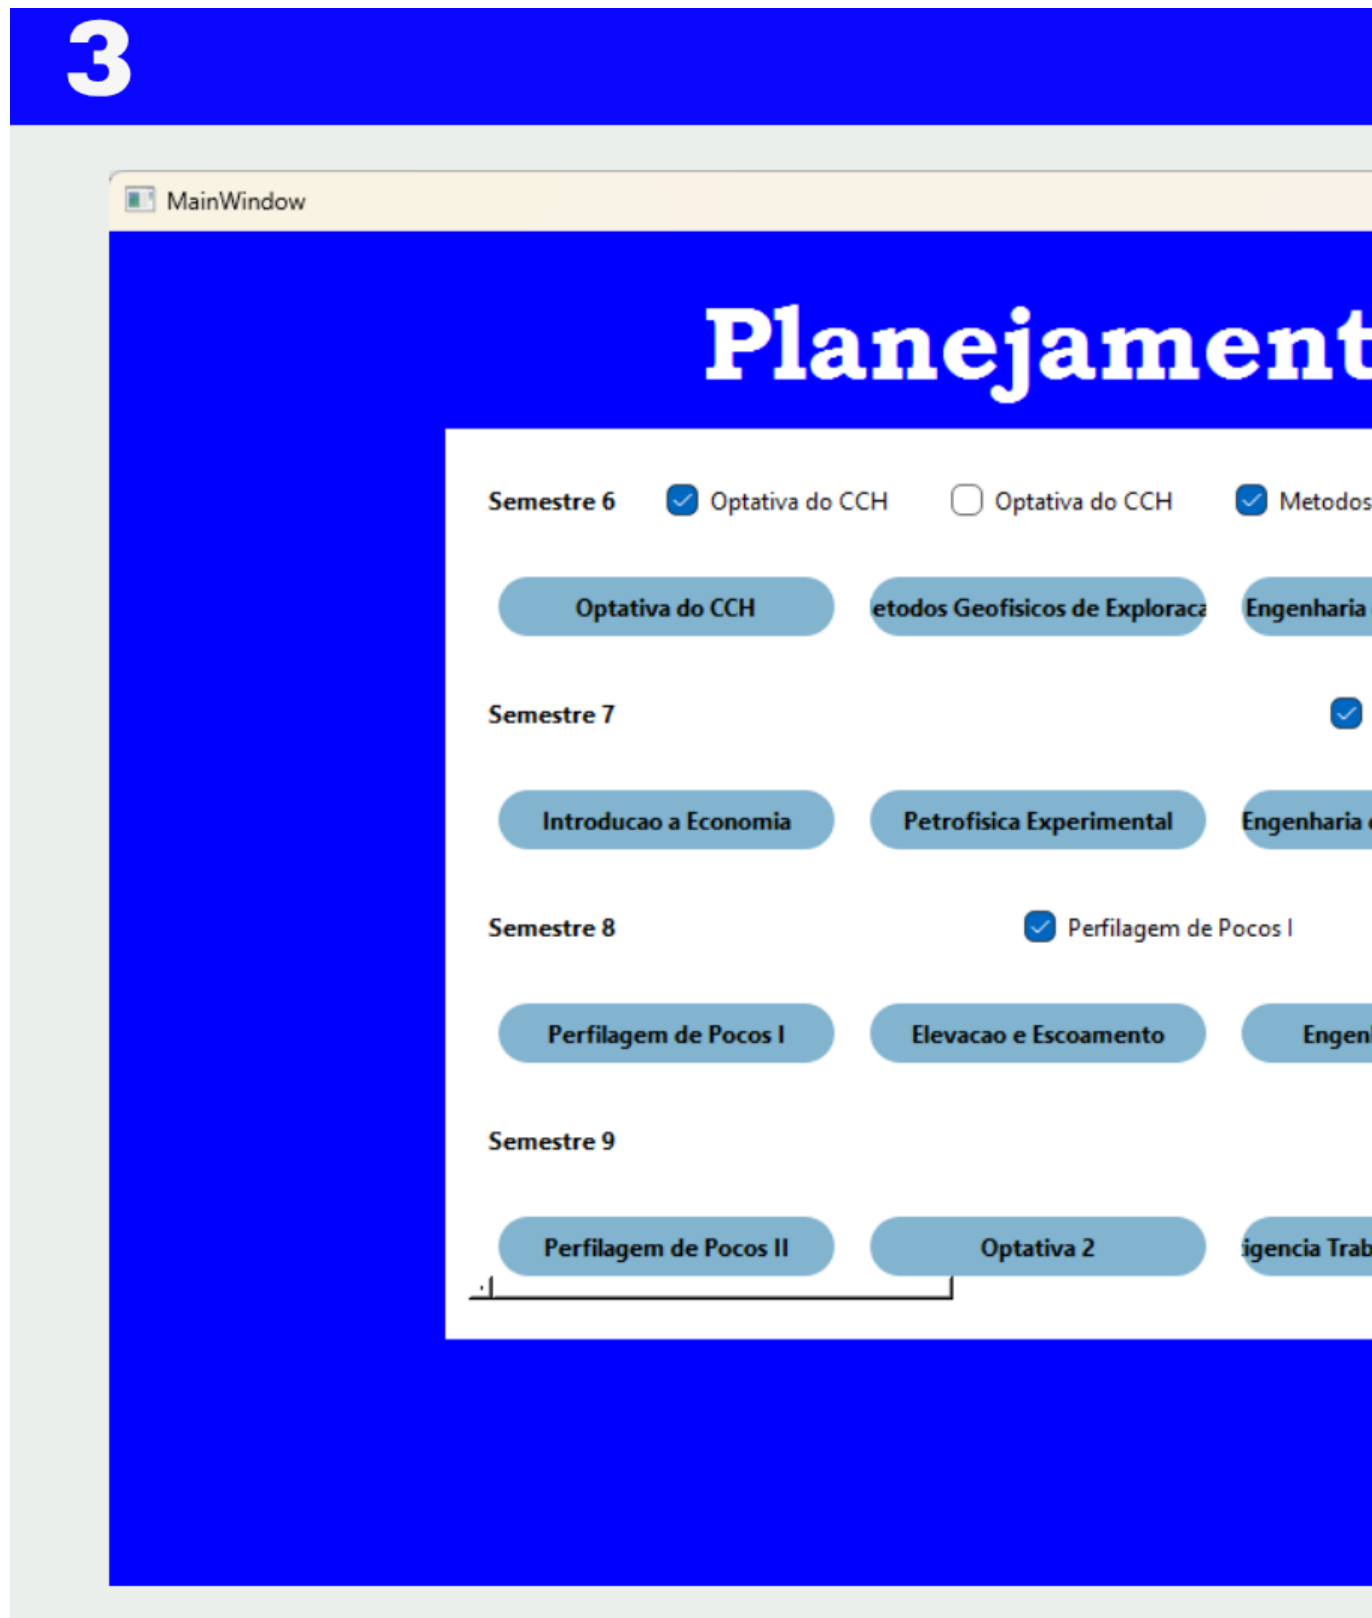 3
MainWindow
Planejament
Semestre 6 Optativa do CCH Optativa do CCH Metodos
Optativa do CCH etodos Geofisicos de Exploraca Engenharia
Semestre 7
Introducao a Economia Petrofisica Experimental Engenharia
Semestre 8 Perfilagem de Pocos I
Perfilagem de Pocos I Elevacao e Escoamento Engen
Semestre 9
Perfilagem de Pocos II Optativa 2 igencia Trab